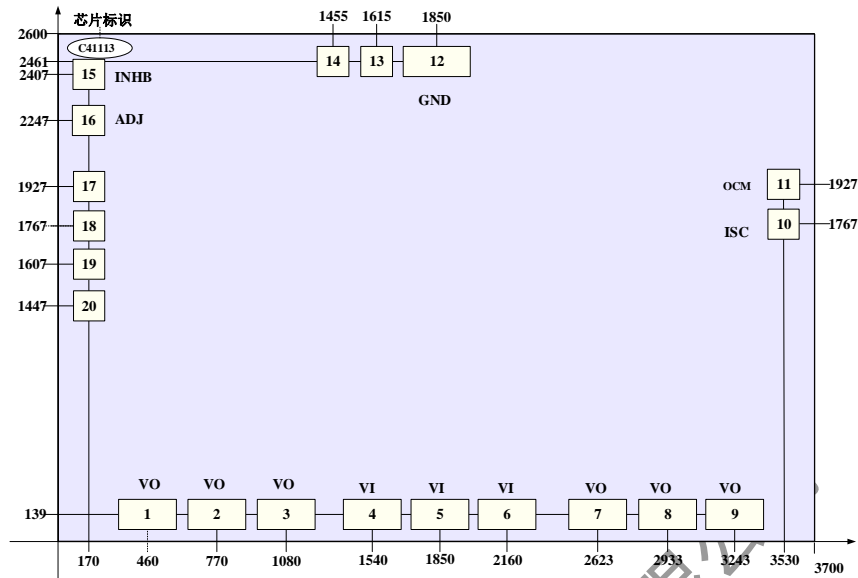 芯片标识
1455 1615 1850
2600
C41113
2461
14 13 12
2407
15 INHB
GND
2247
16 ADJ
1927
17
OCM 11 1927
1767
18
ISC 10 1767
1607
19
1447
20
VO VO VO VI VI VI VO VO VO
139
1 2 3 4 5 6 7 8 9
170 460 770 1080 1540 1850 2160 2623 2933 3243 3530 3700